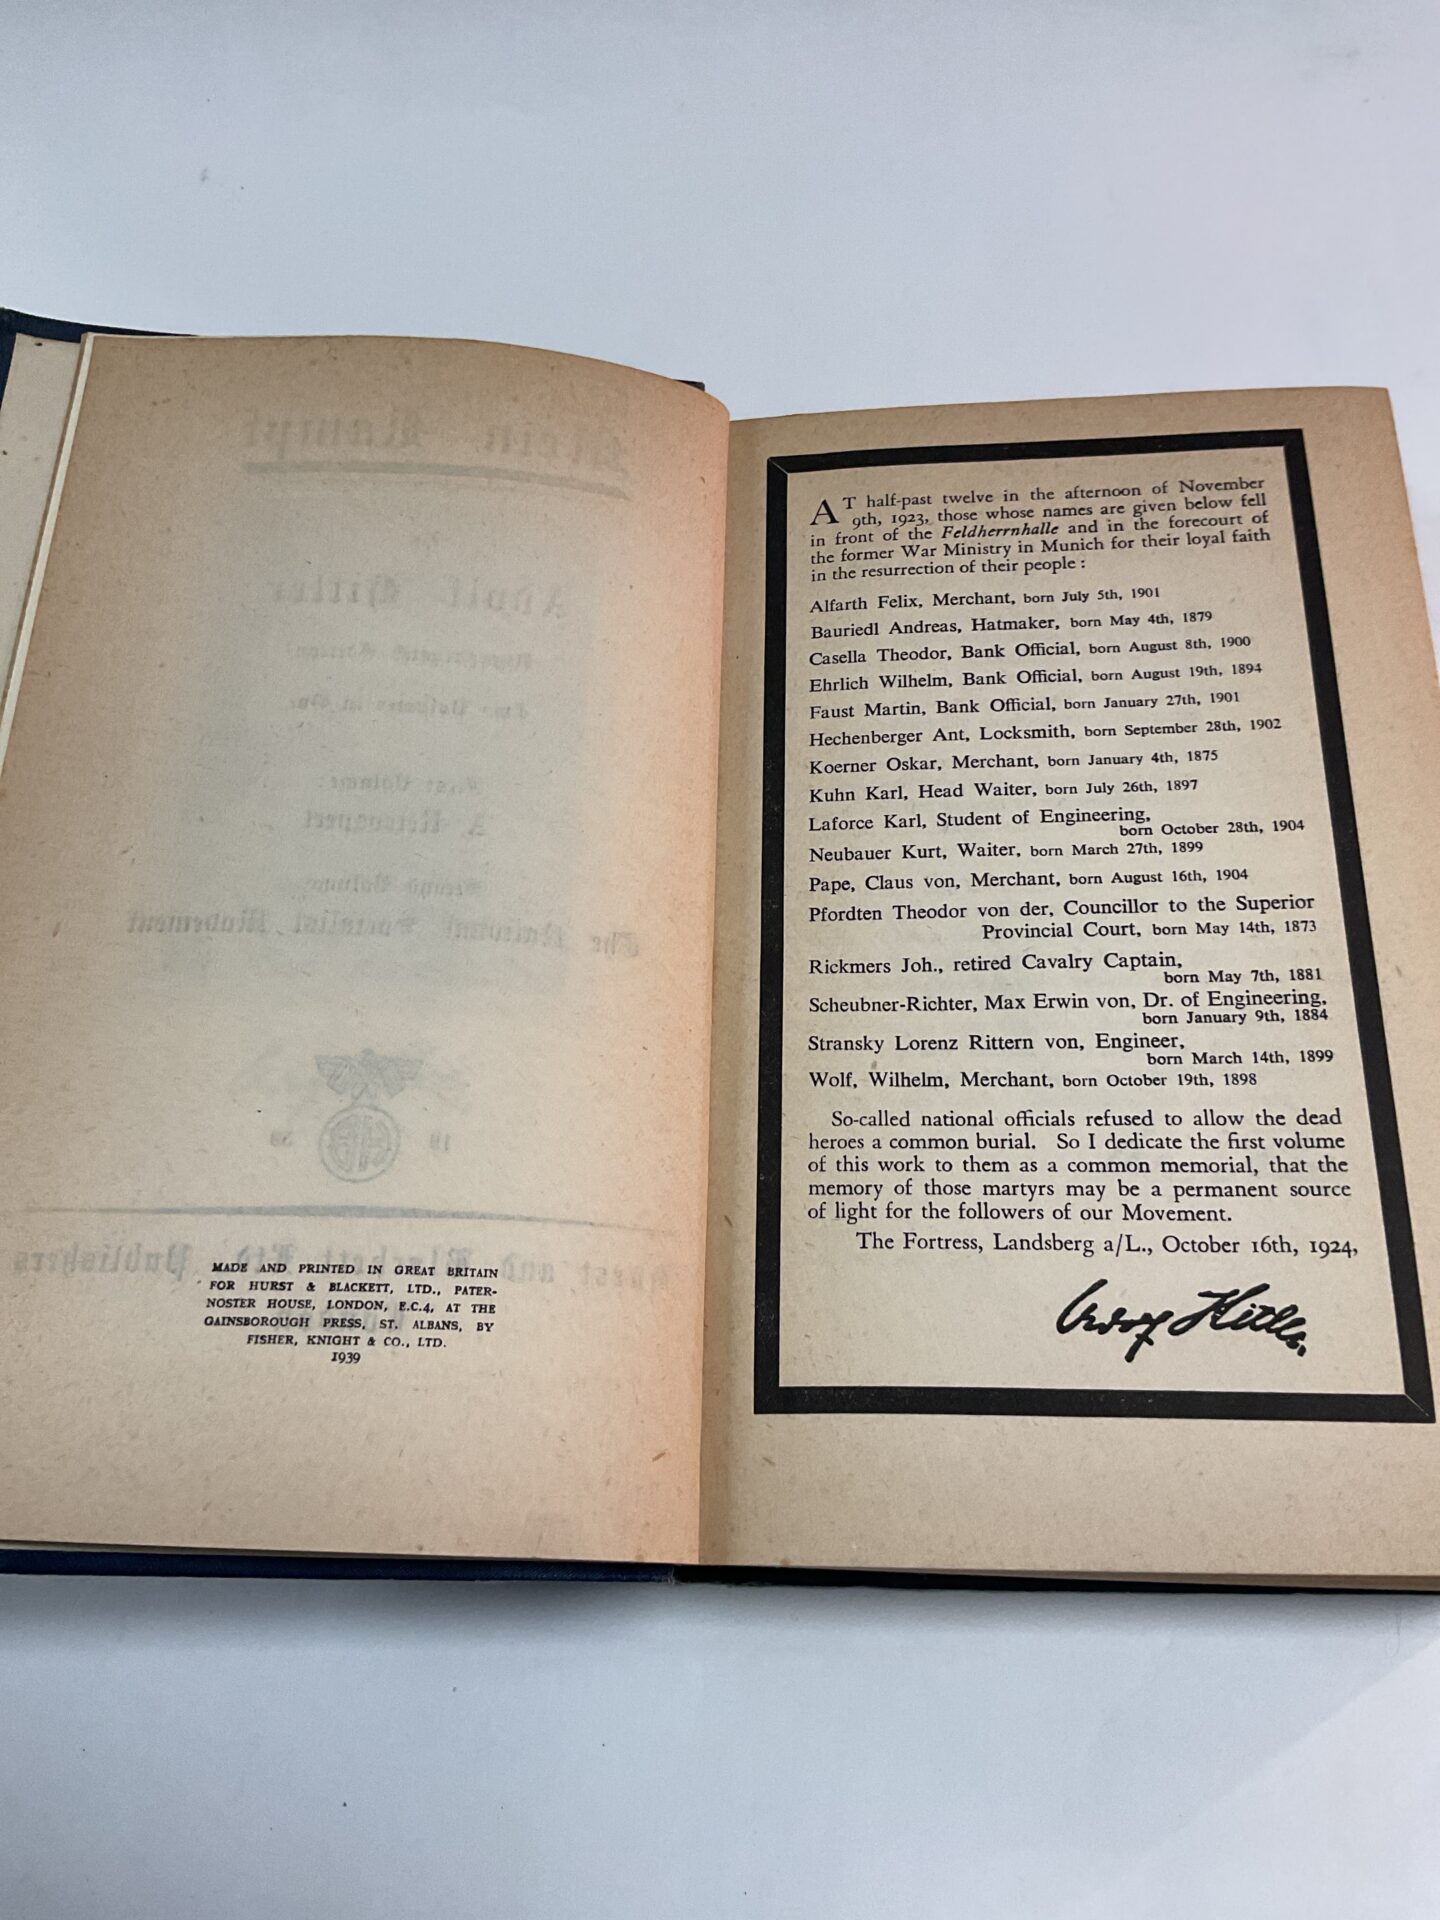 MADE AND PRINTED IN GREAT BRITAIN
FOR HURST & BLACKETT, LTD., PATER-
NOSTER HOUSE, LONDON, E.C.4, AT THE
GAINSBOROUGH PRESS, ST. ALBANS, BY
FISHER, KNIGHT & CO., LTD.
1939
AT half-past twelve in the afternoon of November
9th, 1923, those whose names are given below fell
in front of the Feldherrnhalle and in the forecourt of
the former War Ministry in Munich for their loyal faith
in the resurrection of their people :
Alfarth Felix, Merchant, born July 5th, 1901
Bauriedl Andreas, Hatmaker, born May 4th, 1879
Casella Theodor, Bank Official, born August 8th, 1900
Ehrlich Wilhelm, Bank Official, born August 19th, 1894
Faust Martin, Bank Official, born January 27th, 1901
Hechenberger Ant, Locksmith, born September 28th, 1902
Koerner Oskar, Merchant, born January 4th, 1875
Kuhn Karl, Head Waiter, born July 26th, 1897
Laforce Karl, Student of Engineering,
born October 28th, 1904
Neubauer Kurt, Waiter, born March 27th, 1899
Pape, Claus von, Merchant, born August 16th, 1904
Pfordten Theodor von der, Councillor to the Superior
Provincial Court, born May 14th, 1873
Rickmers Joh., retired Cavalry Captain,
born May 7th, 1881
Scheubner-Richter, Max Erwin von, Dr. of Engineering,
born January 9th, 1884
Stransky Lorenz Rittern von, Engineer,
born March 14th, 1899
Wolf, Wilhelm, Merchant, born October 19th, 1898
So-called national officials refused to allow the dead
heroes a common burial. So I dedicate the first volume
of this work to them as a common memorial, that the
memory of those martyrs may be a permanent source
of light for the followers of our Movement.
The Fortress, Landsberg a/L., October 16th, 1924,
Adolf Hitler.